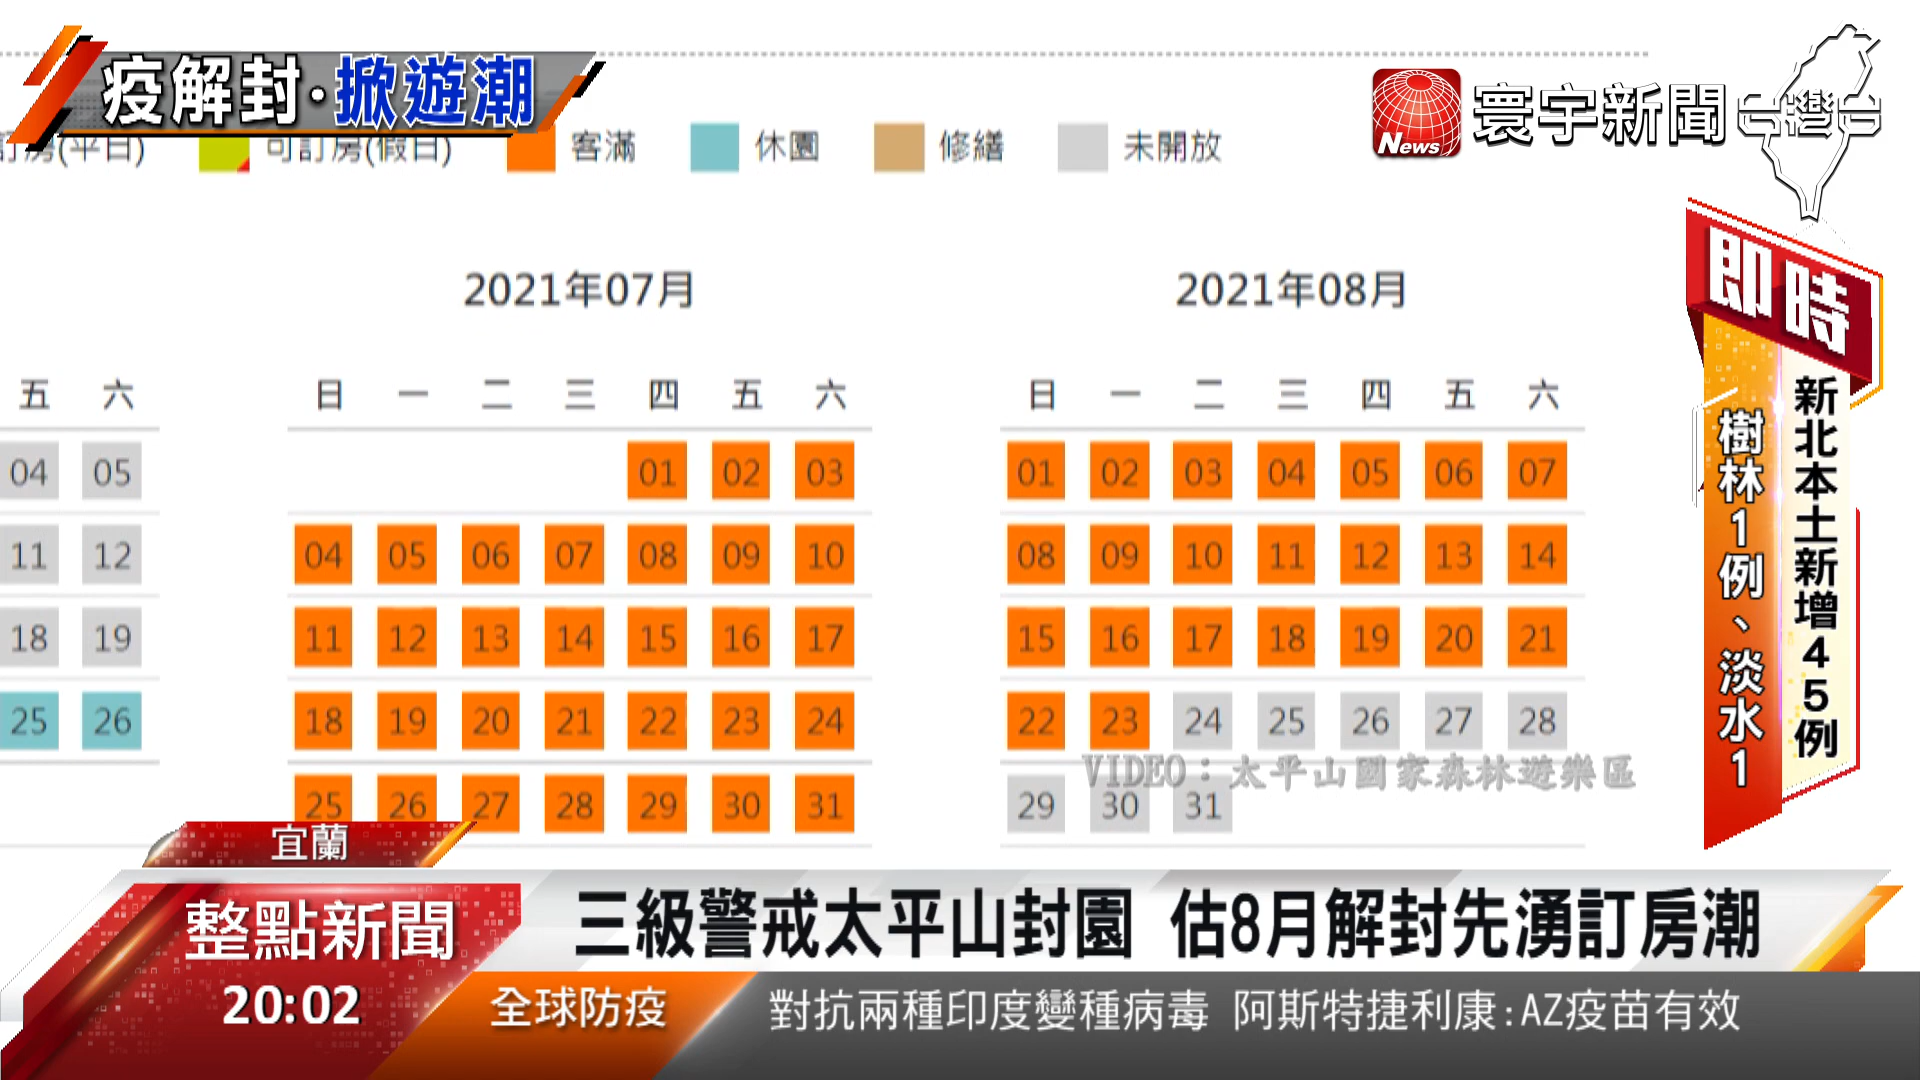 疫解封·掀遊潮
News 寰宇新聞 台灣台
訂房(平日) 可訂房(假日) 客滿 休園 修繕 未開放
即時
新北本土新增45例
樹林1例、淡水1
2021年07月 2021年08月
五 六 日 一 二 三 四 五 六 日 一 二 三 四 五 六
04 05 01 02 03 01 02 03 04 05 06 07
11 12 04 05 06 07 08 09 10 08 09 10 11 12 13 14
18 19 11 12 13 14 15 16 17 15 16 17 18 19 20 21
25 26 18 19 20 21 22 23 24 22 23 24 25 26 27 28
VIDEO：太平山國家森林遊樂區
25 26 27 28 29 30 31 29 30 31
宜蘭
整點新聞 三級警戒太平山封園 估8月解封先湧訂房潮
20:02 全球防疫 對抗兩種印度變種病毒 阿斯特捷利康:AZ疫苗有效